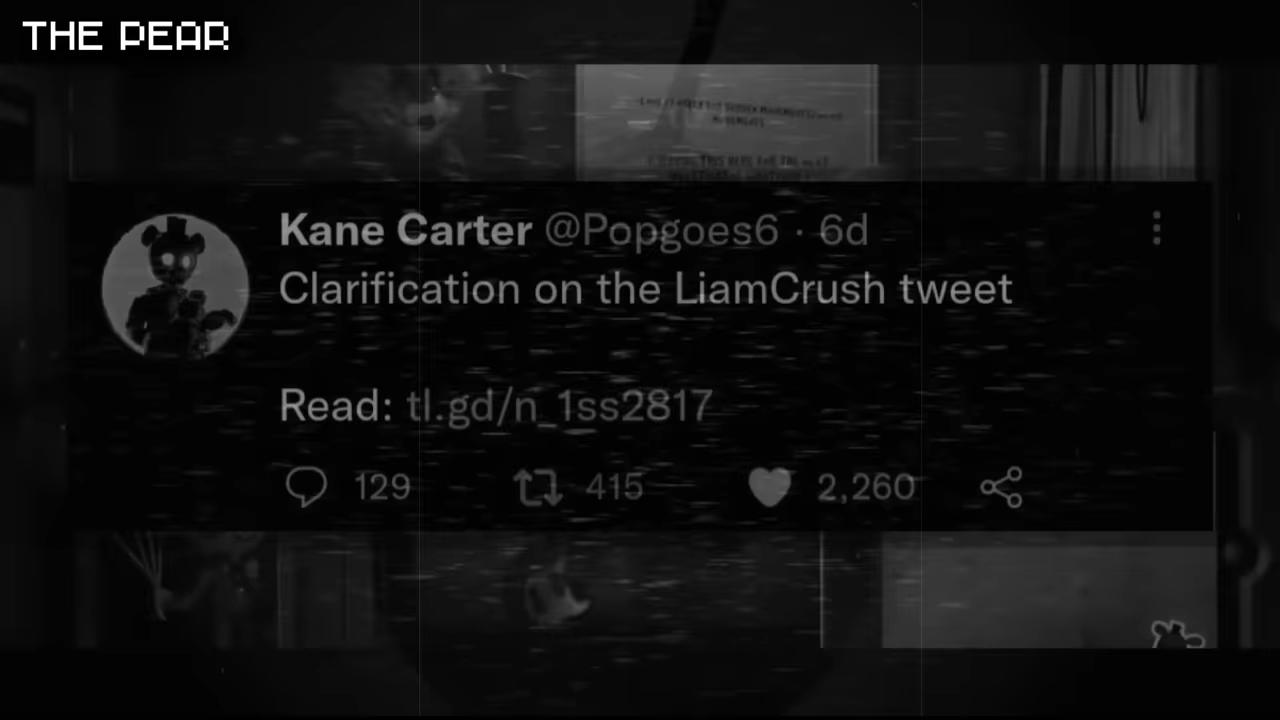 THE PEAR
Kane Carter @Popgoes6 · 6d
Clarification on the LiamCrush tweet
Read: tl.gd/n_1ss2817
129 415 2,260